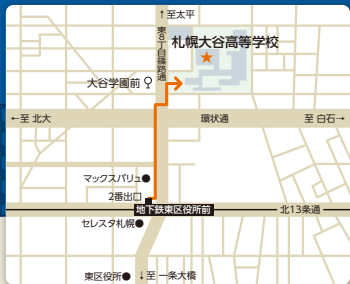 ↑至太平
東8丁目篠路通
札幌大谷高等学校
大谷学園前
←至 北大
環状通
至 白石→
マックスバリュ
2番出口
地下鉄東区役所前
北13条通
セレスタ札幌
東区役所
↓至 一条大橋